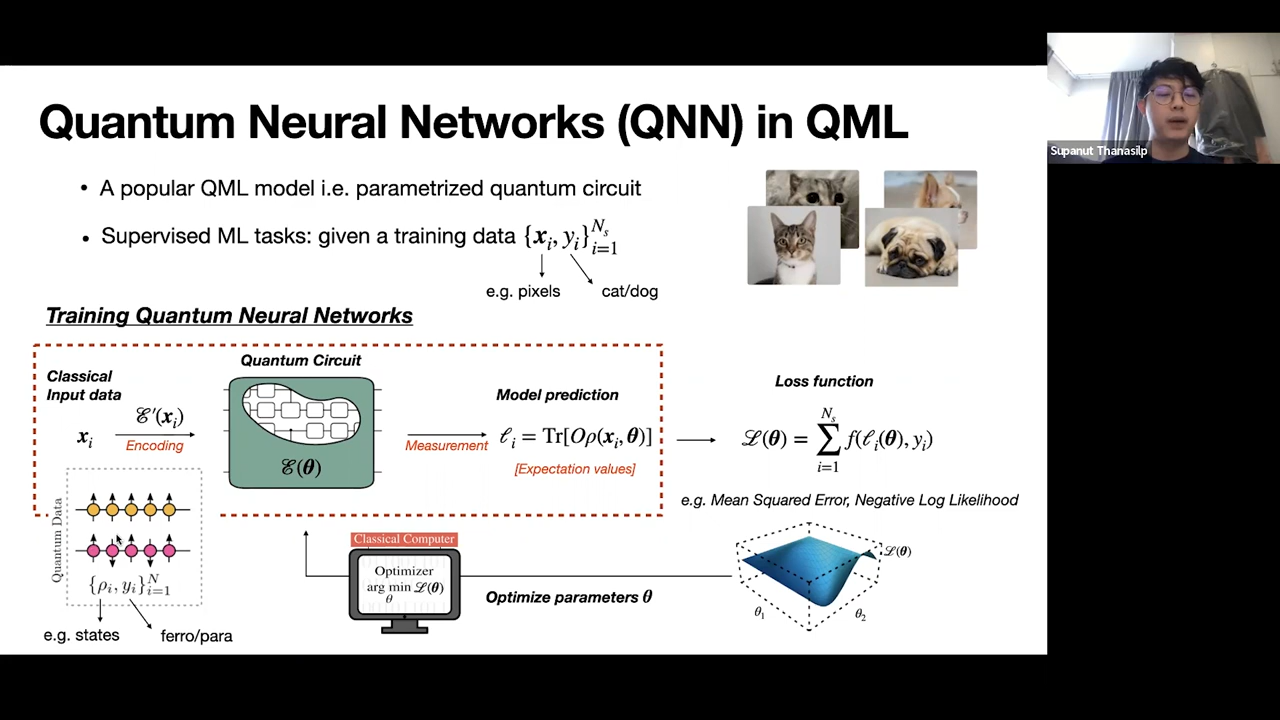 Quantum Neural Networks (QNN) in QML
Supanut Thanasilp
• A popular QML model i.e. parametrized quantum circuit
• Supervised ML tasks: given a training data {𝒙ᵢ, yᵢ}ᵢ₌₁^{Nₛ}
e.g. pixels
cat/dog
Training Quantum Neural Networks
Classical
Input data
𝒙ᵢ
ℰ′(𝒙ᵢ)
Encoding
Quantum Circuit
ℰ(𝜽)
Measurement
Model prediction
ℓᵢ = Tr[Oρ(𝒙ᵢ, 𝜽)]
[Expectation values]
Loss function
ℒ(𝜽) = ∑_{i=1}^{Nₛ} f(ℓᵢ(𝜽), yᵢ)
e.g. Mean Squared Error, Negative Log Likelihood
Quantum Data
{ρᵢ, yᵢ}ᵢ₌₁^{N}
e.g. states
ferro/para
Classical Computer
Optimizer
arg min ℒ(𝜽)
θ
Optimize parameters 𝜽
ℒ(𝜽)
θ₁
θ₂